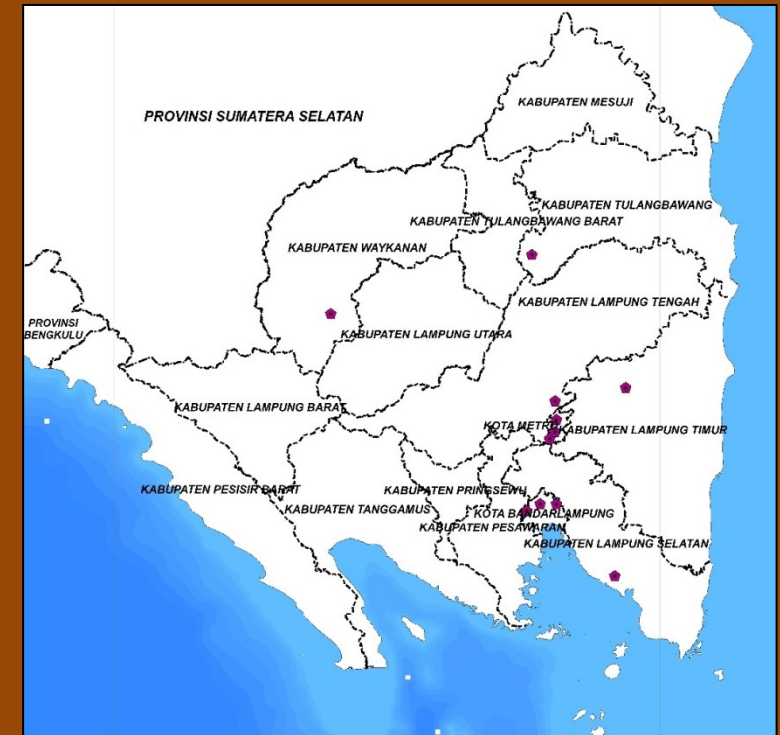 KABUPATEN MESUJI
PROVINSI SUMATERA SELATAN
KABUPATEN TULANGBAWANG
KABUPATEN TULANGBAWANG BARAT
KABUPATEN WAYKANAN
KABUPATEN LAMPUNG TENGAH
PROVINSI
BENGKULU
KABUPATEN LAMPUNG UTARA
KABUPATEN LAMPUNG BARAT
KOTA METRO
KABUPATEN LAMPUNG TIMUR
KABUPATEN PESISIR BARAT
KABUPATEN PRINGSEWU
KABUPATEN TANGGAMUS
KOTA BANDARLAMPUNG
KABUPATEN PESAWARAN
KABUPATEN LAMPUNG SELATAN